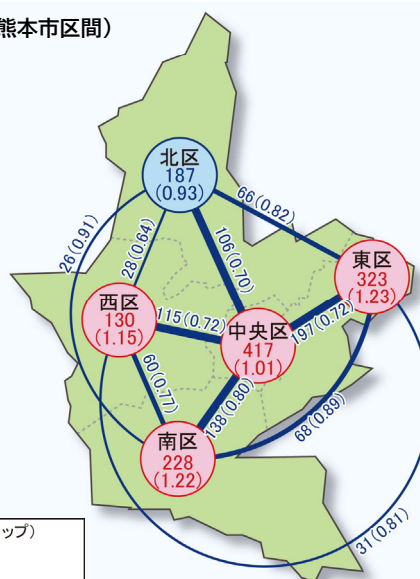 熊本市区間）
北区
187
(0.93)
66(0.82)
26(0.91)
28(0.64)
106(0.70)
東区
323
(1.23)
西区
130
(1.15)
115(0.72)
中央区
417
(1.01)
197(0.72)
60(0.77)
138(0.80)
68(0.89)
南区
228
(1.22)
31(0.81)
ップ）